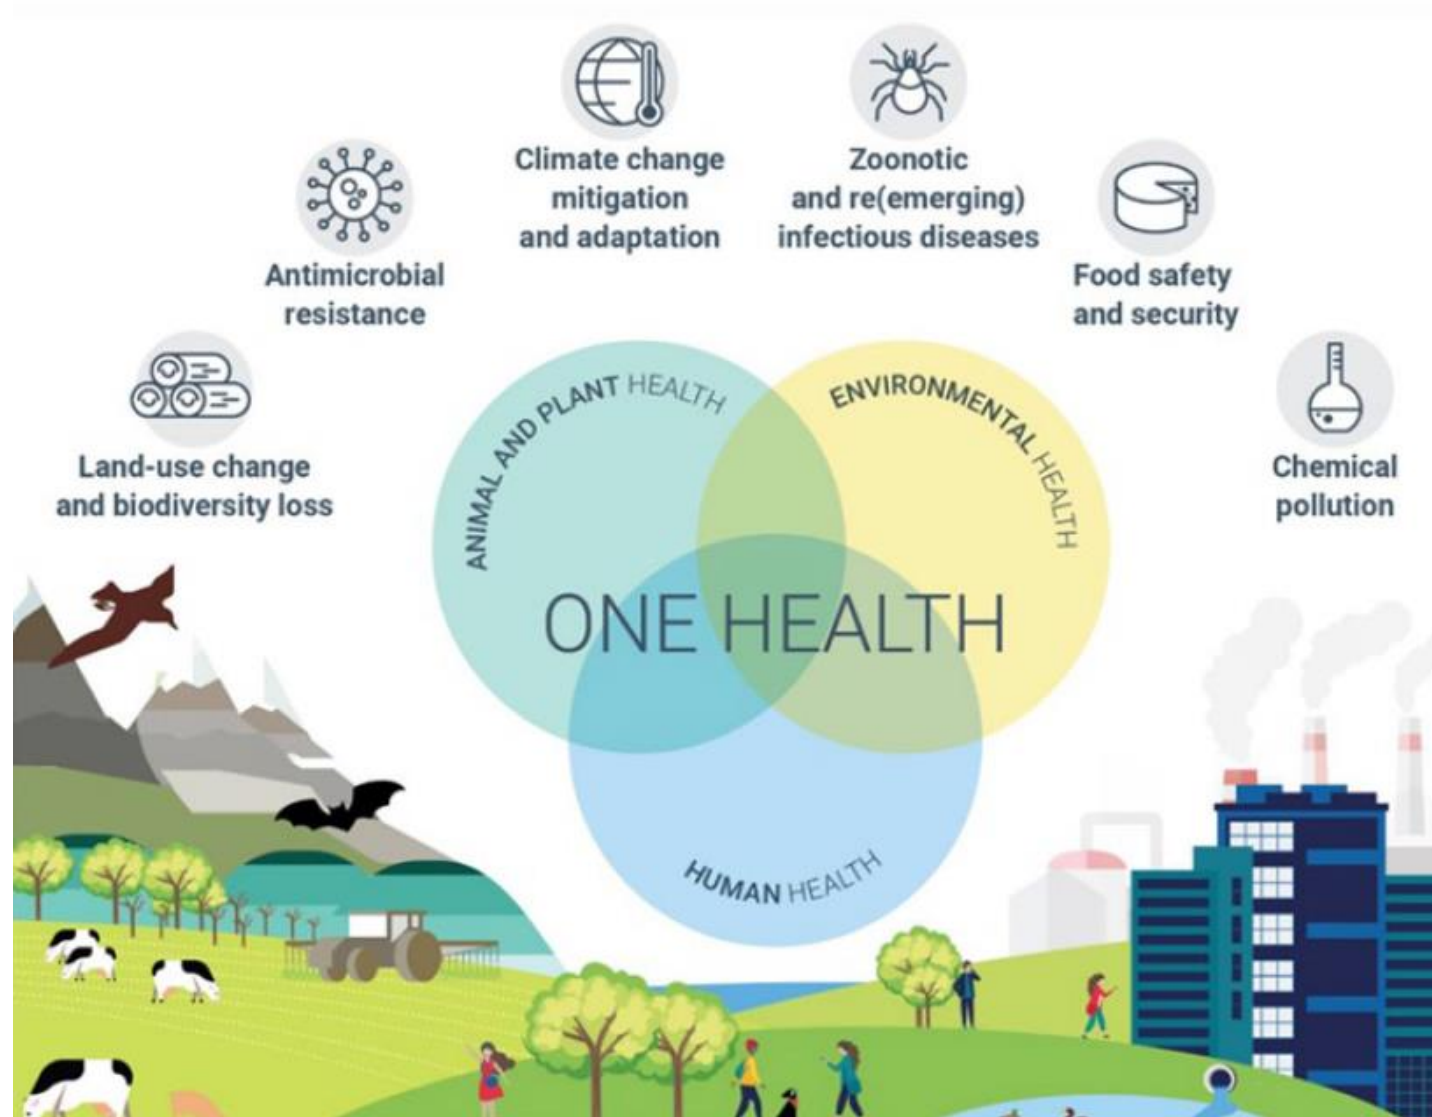 Climate change
mitigation
and adaptation
Zoonotic
and re(emerging)
infectious diseases
Antimicrobial
resistance
Food safety
and security
Land-use change
and biodiversity loss
Chemical
pollution
ANIMAL AND PLANT HEALTH
ENVIRONMENTAL HEALTH
ONE HEALTH
HUMAN HEALTH